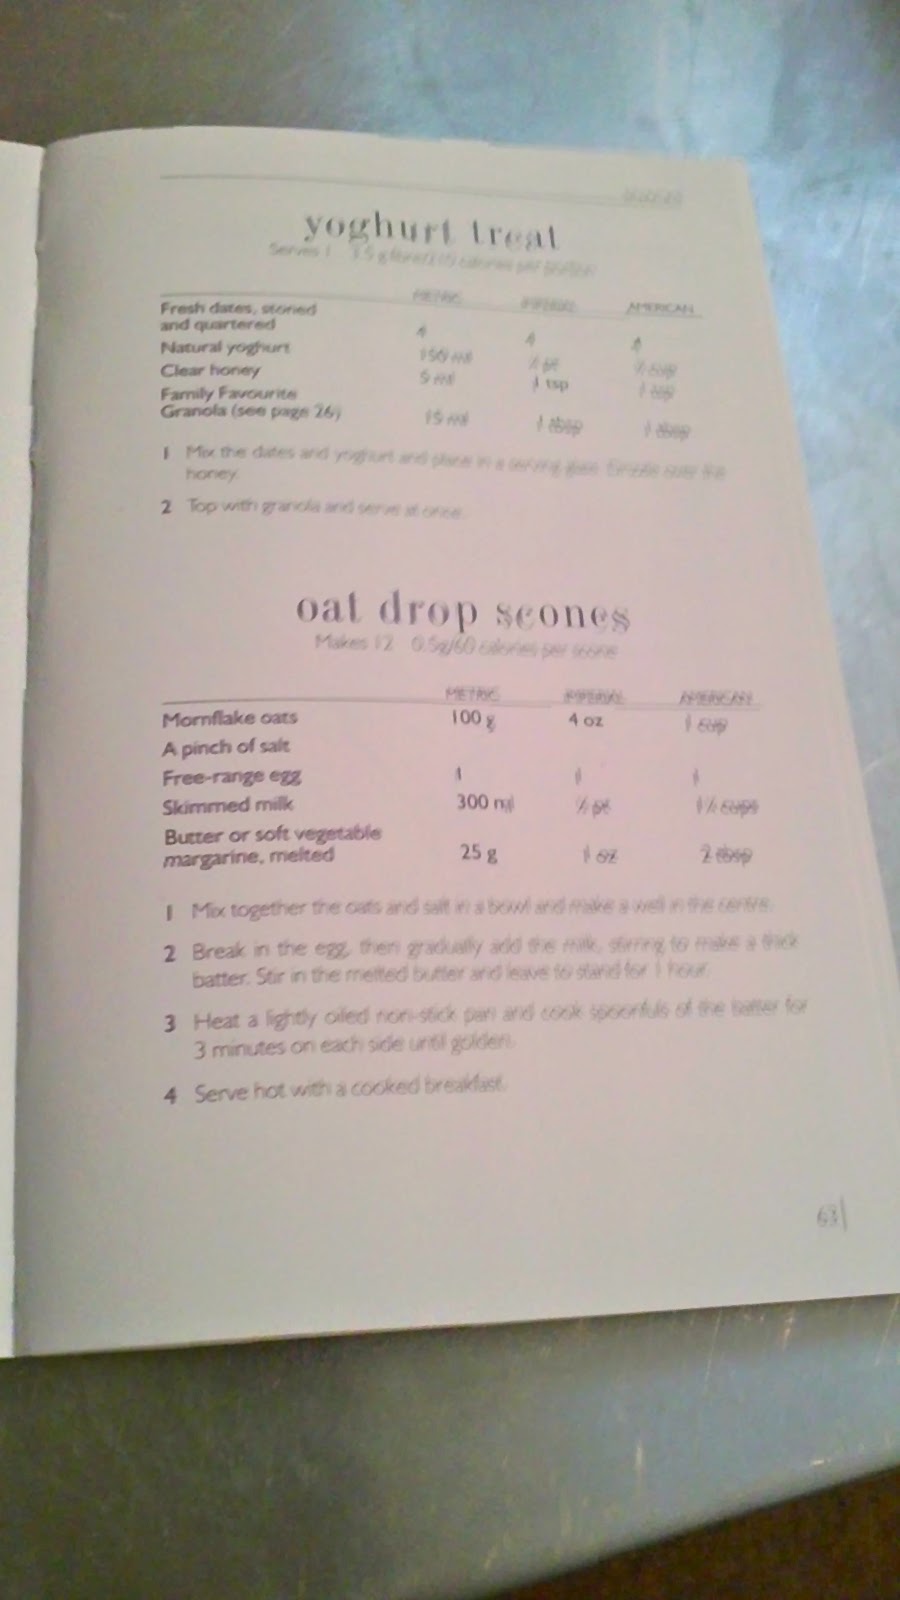 yoghurt treat
Serves 1 3.5 g fibre/ calories per portion
METRIC IMPERIAL AMERICAN
Fresh dates, stoned
and quartered 4 4 4
Natural yoghurt 150 ml ¼ pt cup
Clear honey 5 ml 1 tsp 1 tsp
Family Favourite
Granola (see page 26) 15 ml 1 tbsp 1 tbsp
1 Mix the dates and yoghurt and place in a serving glass. Drizzle over the
honey.
2 Top with granola and serve at once.
oat drop scones
Makes 12 0.5g/60 calories per scone
METRIC IMPERIAL AMERICAN
Mornflake oats 100 g 4 oz 1 cup
A pinch of salt
Free-range egg 1 1 1
Skimmed milk 300 ml ½ pt 1¼ cups
Butter or soft vegetable
margarine, melted 25 g 1 oz 2 tbsp
1 Mix together the oats and salt in a bowl and make a well in the centre.
2 Break in the egg, then gradually add the milk, stirring to make a thick
batter. Stir in the melted butter and leave to stand for 1 hour.
3 Heat a lightly oiled non-stick pan and cook spoonfuls of the batter for
3 minutes on each side until golden.
4 Serve hot with a cooked breakfast.
63